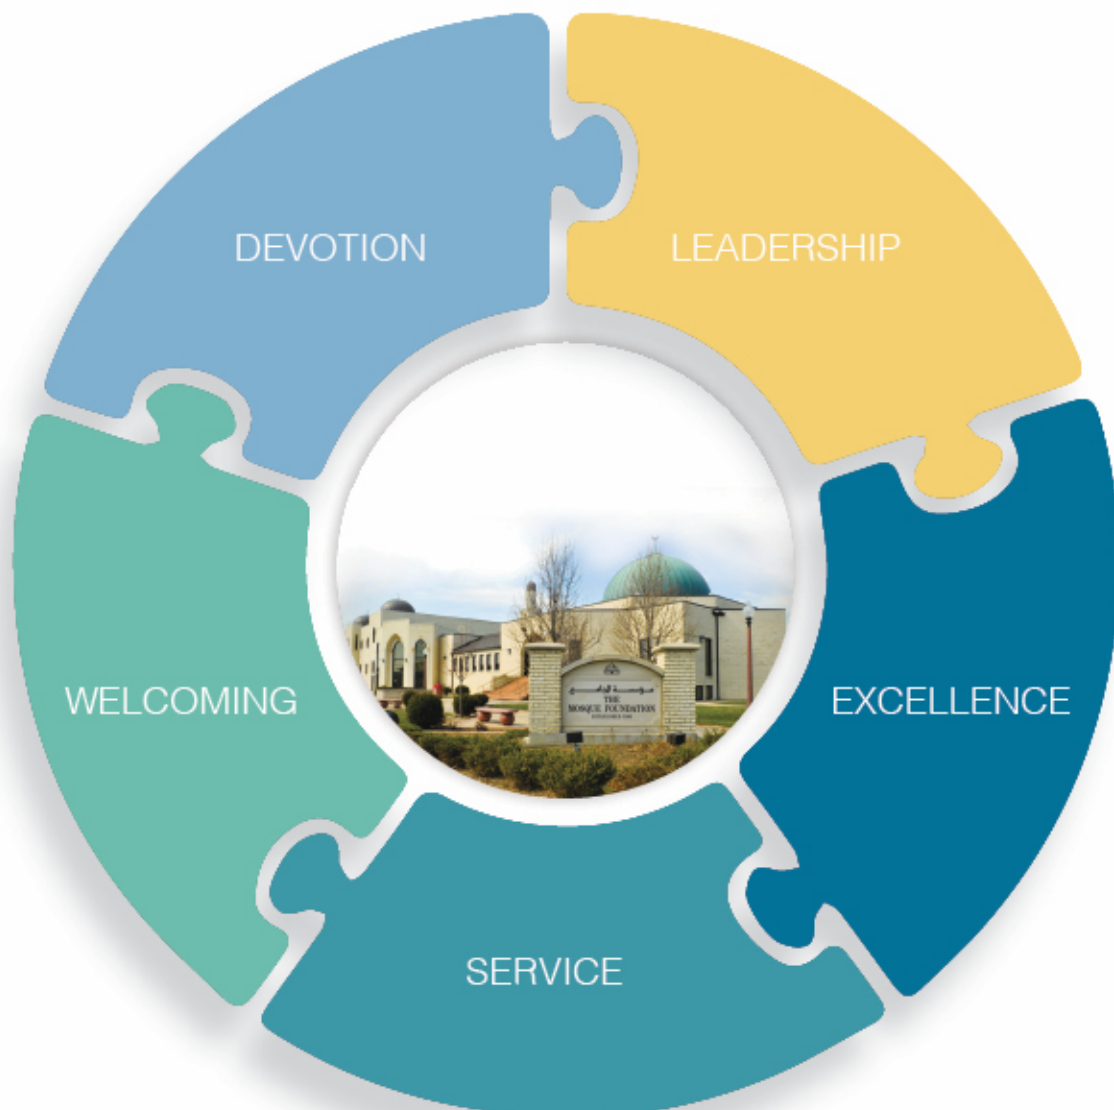 DEVOTION
LEADERSHIP
WELCOMING
EXCELLENCE
SERVICE
THE
MOSQUE FOUNDATION